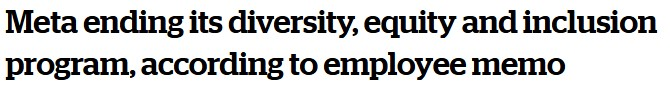 Meta ending its diversity, equity and inclusion
program, according to employee memo